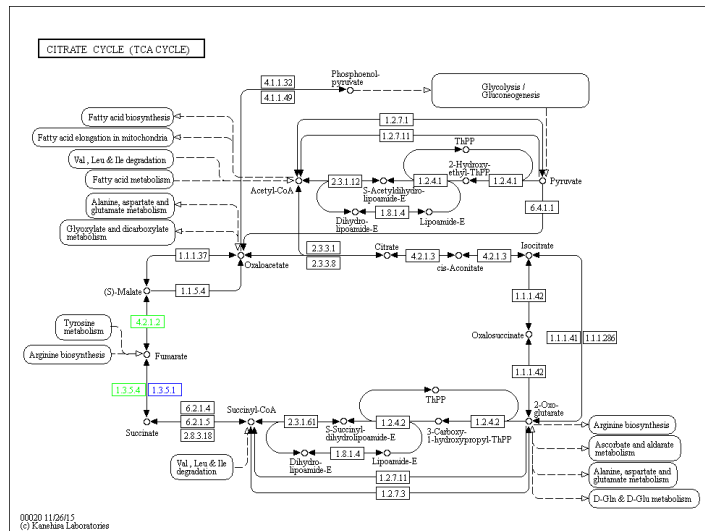 CITRATE CYCLE (TCA CYCLE)
Phosphoenol-
pyruvate
4.1.1.32
4.1.1.49
Glycolysis /
Gluconeogenesis
Fatty acid biosynthesis
Fatty acid elongation in mitochondria
Val, Leu & Ile degradation
Fatty acid metabolism
Alanine, aspartate and
glutamate metabolism
Glyoxylate and dicarboxylate
metabolism
1.2.7.1
1.2.7.11
ThPP
2-Hydroxy-
ethyl-ThPP
Acetyl-CoA
2.3.1.12
1.2.4.1
1.2.4.1
Pyruvate
S-Acetyldihydro-
lipoamide-E
Dihydro-
lipoamide-E
1.8.1.4
Lipoamide-E
6.4.1.1
1.1.1.37
Oxaloacetate
2.3.3.1
2.3.3.8
Citrate
4.2.1.3
cis-Aconitate
4.2.1.3
Isocitrate
(S)-Malate
1.1.5.4
1.1.1.42
4.2.1.2
Tyrosine
metabolism
Arginine biosynthesis
Fumarate
Oxalosuccinate
1.1.1.41
1.1.1.286
1.1.1.42
1.3.5.4
1.3.5.1
ThPP
Succinate
6.2.1.4
6.2.1.5
2.8.3.18
Succinyl-CoA
2.3.1.61
S-Succinyl-
dihydrolipoamide-E
1.2.4.2
3-Carboxy-
1-hydroxypropyl-ThPP
1.2.4.2
2-Oxo-
glutarate
Dihydro-
lipoamide-E
1.8.1.4
Lipoamide-E
Val, Leu & Ile
degradation
1.2.7.11
1.2.7.3
Arginine biosynthesis
Ascorbate and aldarate
metabolism
Alanine, aspartate and
glutamate metabolism
D-Gln & D-Glu metabolism
00020 11/26/15
(c) Kanehisa Laboratories